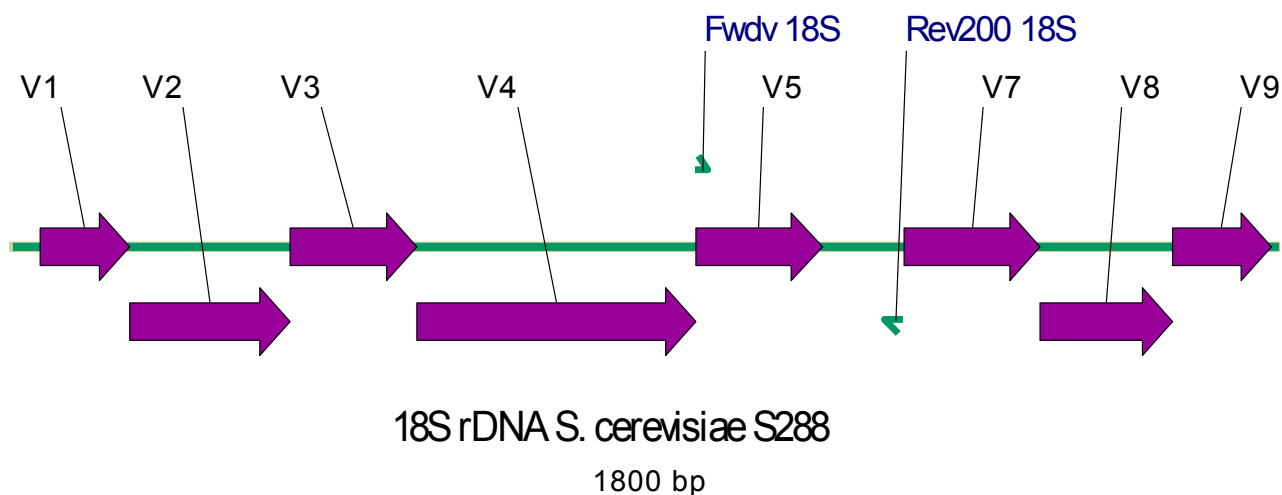 Fwdv 18S Rev200 18S
V1 V2 V3 V4 V5 V7 V8 V9
18S rDNA S. cerevisiae S288
1800 bp